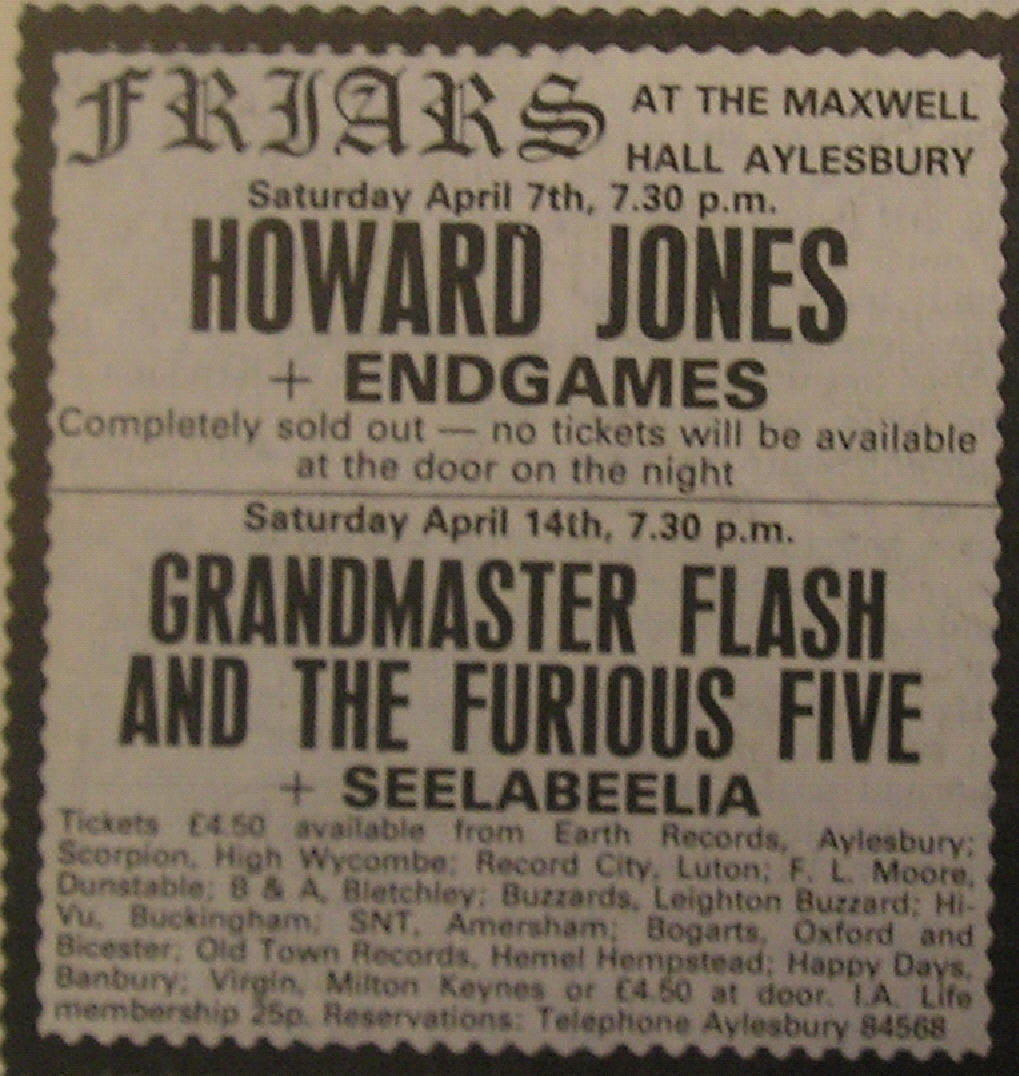 FRIARS AT THE MAXWELL
HALL AYLESBURY
Saturday April 7th, 7.30 p.m.
HOWARD JONES
+ ENDGAMES
Completely sold out — no tickets will be available
at the door on the night
Saturday April 14th, 7.30 p.m.
GRANDMASTER FLASH
AND THE FURIOUS FIVE
+ SEELABEELIA
Tickets £4.50 available from Earth Records, Aylesbury;
Scorpion, High Wycombe; Record City, Luton; F. L. Moore,
Dunstable; B & A, Bletchley; Buzzards, Leighton Buzzard; Hi-
Vu, Buckingham; SNT, Amersham; Bogarts, Oxford and
Bicester; Old Town Records, Hemel Hempstead; Happy Days,
Banbury; Virgin, Milton Keynes or £4.50 at door. I.A. Life
membership 25p. Reservations: Telephone Aylesbury 84568